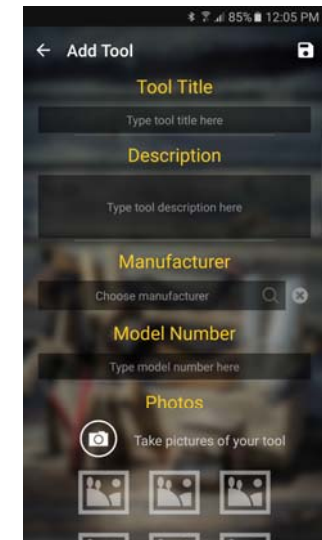 85% 12:05 PM
Add Tool
Tool Title
Type tool title here
Description
Type tool description here
Manufacturer
Choose manufacturer
Model Number
Type model number here
Photos
Take pictures of your tool